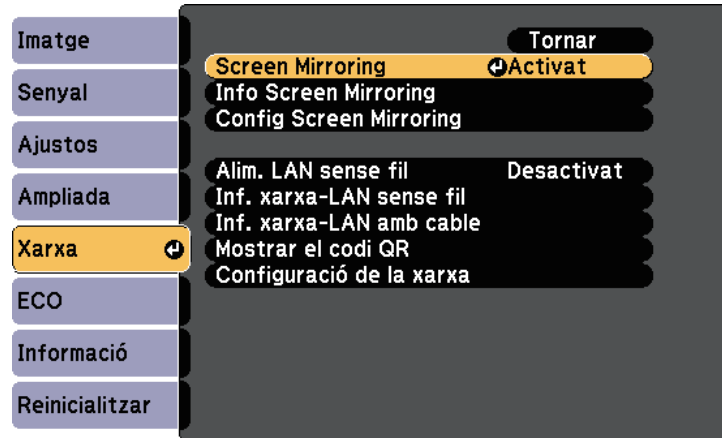 Imatge
Senyal
Ajustos
Ampliada
Xarxa
ECO
Informació
Reinicialitzar
Tornar
Screen Mirroring Activat
Info Screen Mirroring
Config Screen Mirroring
Alim. LAN sense fil Desactivat
Inf. xarxa-LAN sense fil
Inf. xarxa-LAN amb cable
Mostrar el codi QR
Configuració de la xarxa